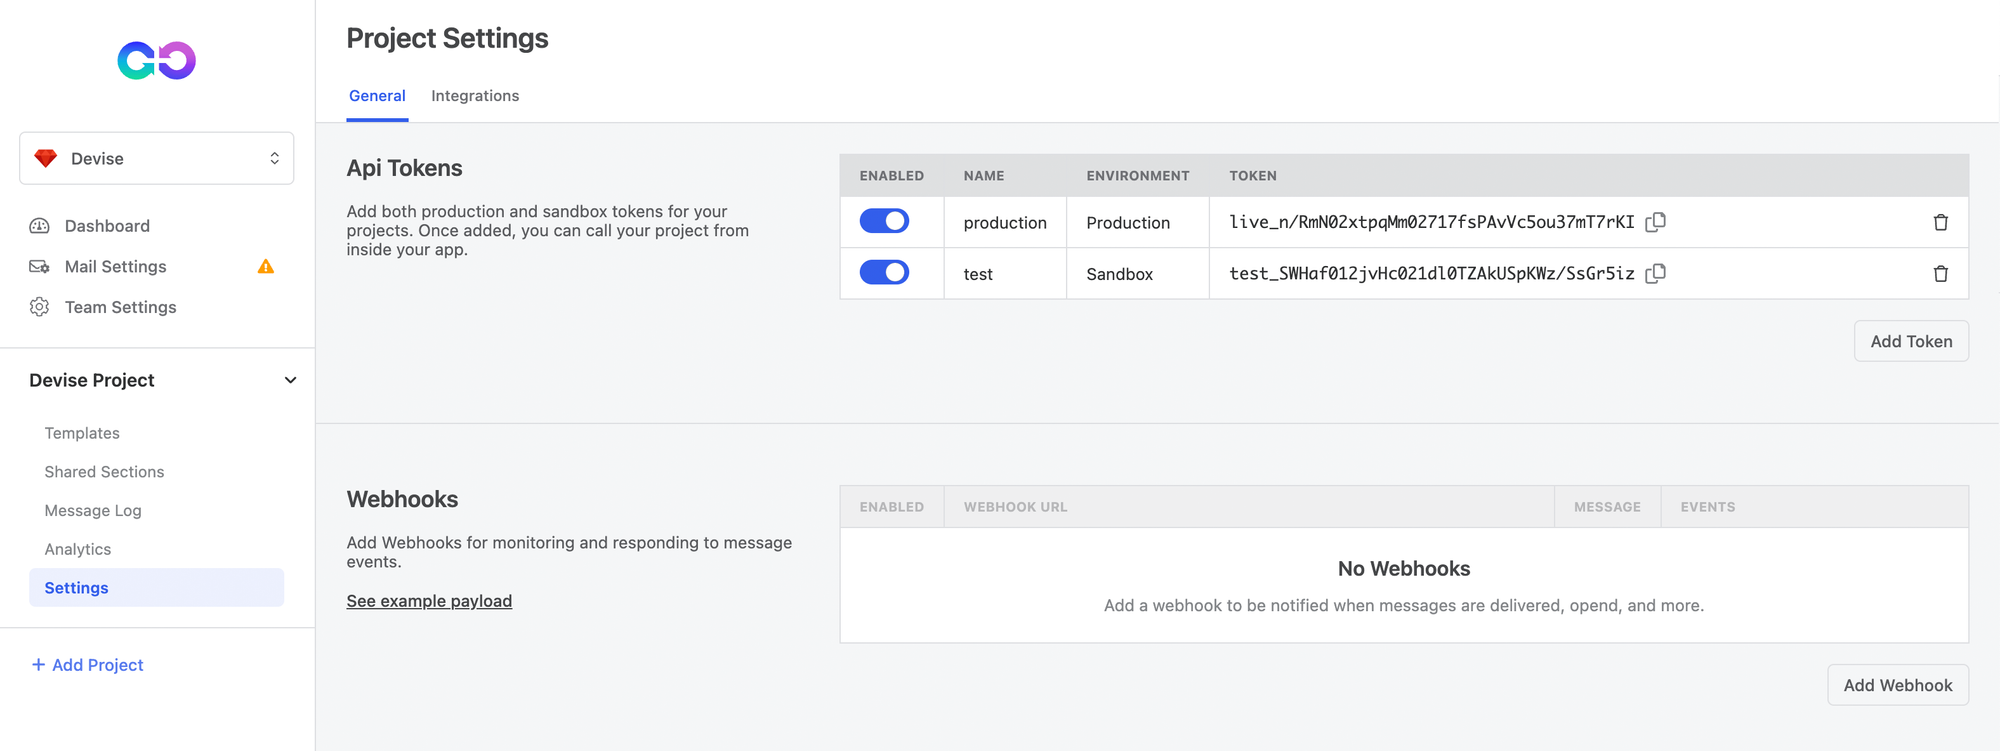 Project Settings
General
Integrations
Devise
Dashboard
Mail Settings
Team Settings
Devise Project
Templates
Shared Sections
Message Log
Analytics
Settings
+ Add Project
Api Tokens
Add both production and sandbox tokens for your
projects. Once added, you can call your project from
inside your app.
ENABLED NAME ENVIRONMENT TOKEN
production Production live_n/RmN02xtpqMm02717fsPAvVc5ou37mT7rKI
test Sandbox test_SWHaf012jvHc021dl0TZAkUSpKWz/SsGr5iz
Add Token
Webhooks
Add Webhooks for monitoring and responding to message
events.
See example payload
ENABLED WEBHOOK URL MESSAGE EVENTS
No Webhooks
Add a webhook to be notified when messages are delivered, opend, and more.
Add Webhook